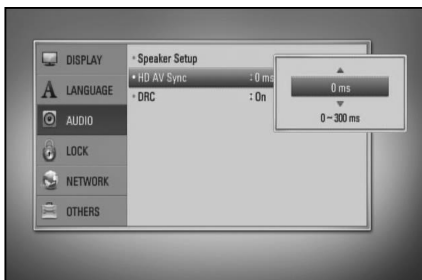 DISPLAY
LANGUAGE
AUDIO
LOCK
NETWORK
OTHERS
• Speaker Setup
• HD AV Sync : 0 ms
• DRC : On
0 ms
0 ~ 300 ms